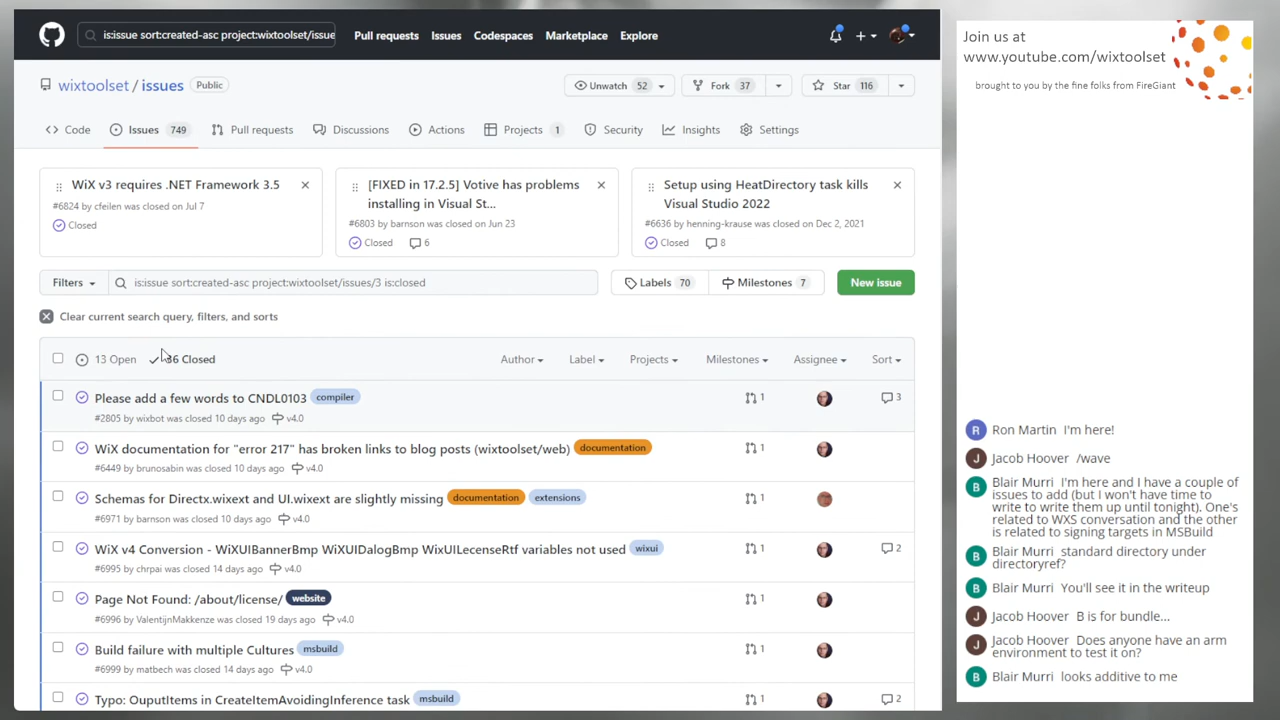 is:issue sort:created-asc project:wixtoolset/issue
Pull requests Issues Codespaces Marketplace Explore
wixtoolset / issues Public
Unwatch 52 Fork 37 Star 116
Code Issues 749 Pull requests Discussions Actions Projects 1 Security Insights Settings
WiX v3 requires .NET Framework 3.5
#6824 by cfeilen was closed on Jul 7
Closed
[FIXED in 17.2.5] Votive has problems
installing in Visual St...
#6803 by barnson was closed on Jun 23
Closed 6
Setup using HeatDirectory task kills
Visual Studio 2022
#6636 by henning-krause was closed on Dec 2, 2021
Closed 8
Filters is:issue sort:created-asc project:wixtoolset/issues/3 is:closed Labels 70 Milestones 7 New issue
Clear current search query, filters, and sorts
13 Open 36 Closed Author Label Projects Milestones Assignee Sort
Please add a few words to CNDL0103 compiler 1 3
#2805 by wixbot was closed 10 days ago v4.0
WiX documentation for "error 217" has broken links to blog posts (wixtoolset/web) documentation 1
#6449 by brunosabin was closed 10 days ago v4.0
Schemas for Directx.wixext and UI.wixext are slightly missing documentation extensions 1
#6971 by barnson was closed 10 days ago v4.0
WiX v4 Conversion - WiXUIBannerBmp WiXUIDialogBmp WixUILecenseRtf variables not used wixui 1 2
#6995 by chrpai was closed 14 days ago v4.0
Page Not Found: /about/license/ website 1
#6996 by ValentijnMakkenze was closed 19 days ago v4.0
Build failure with multiple Cultures msbuild 1
#6999 by matbech was closed 14 days ago v4.0
Typo: OuputItems in CreateItemAvoidingInference task msbuild 1 2
Join us at
www.youtube.com/wixtoolset
brought to you by the fine folks from FireGiant
R Ron Martin I'm here!
J Jacob Hoover /wave
B Blair Murri I'm here and I have a couple of
issues to add (but I won't have time to
write to write them up until tonight). One's
related to WXS conversation and the other
is related to signing targets in MSBuild
B Blair Murri standard directory under
directoryref?
B Blair Murri You'll see it in the writeup
J Jacob Hoover B is for bundle...
J Jacob Hoover Does anyone have an arm
environment to test it on?
B Blair Murri looks additive to me